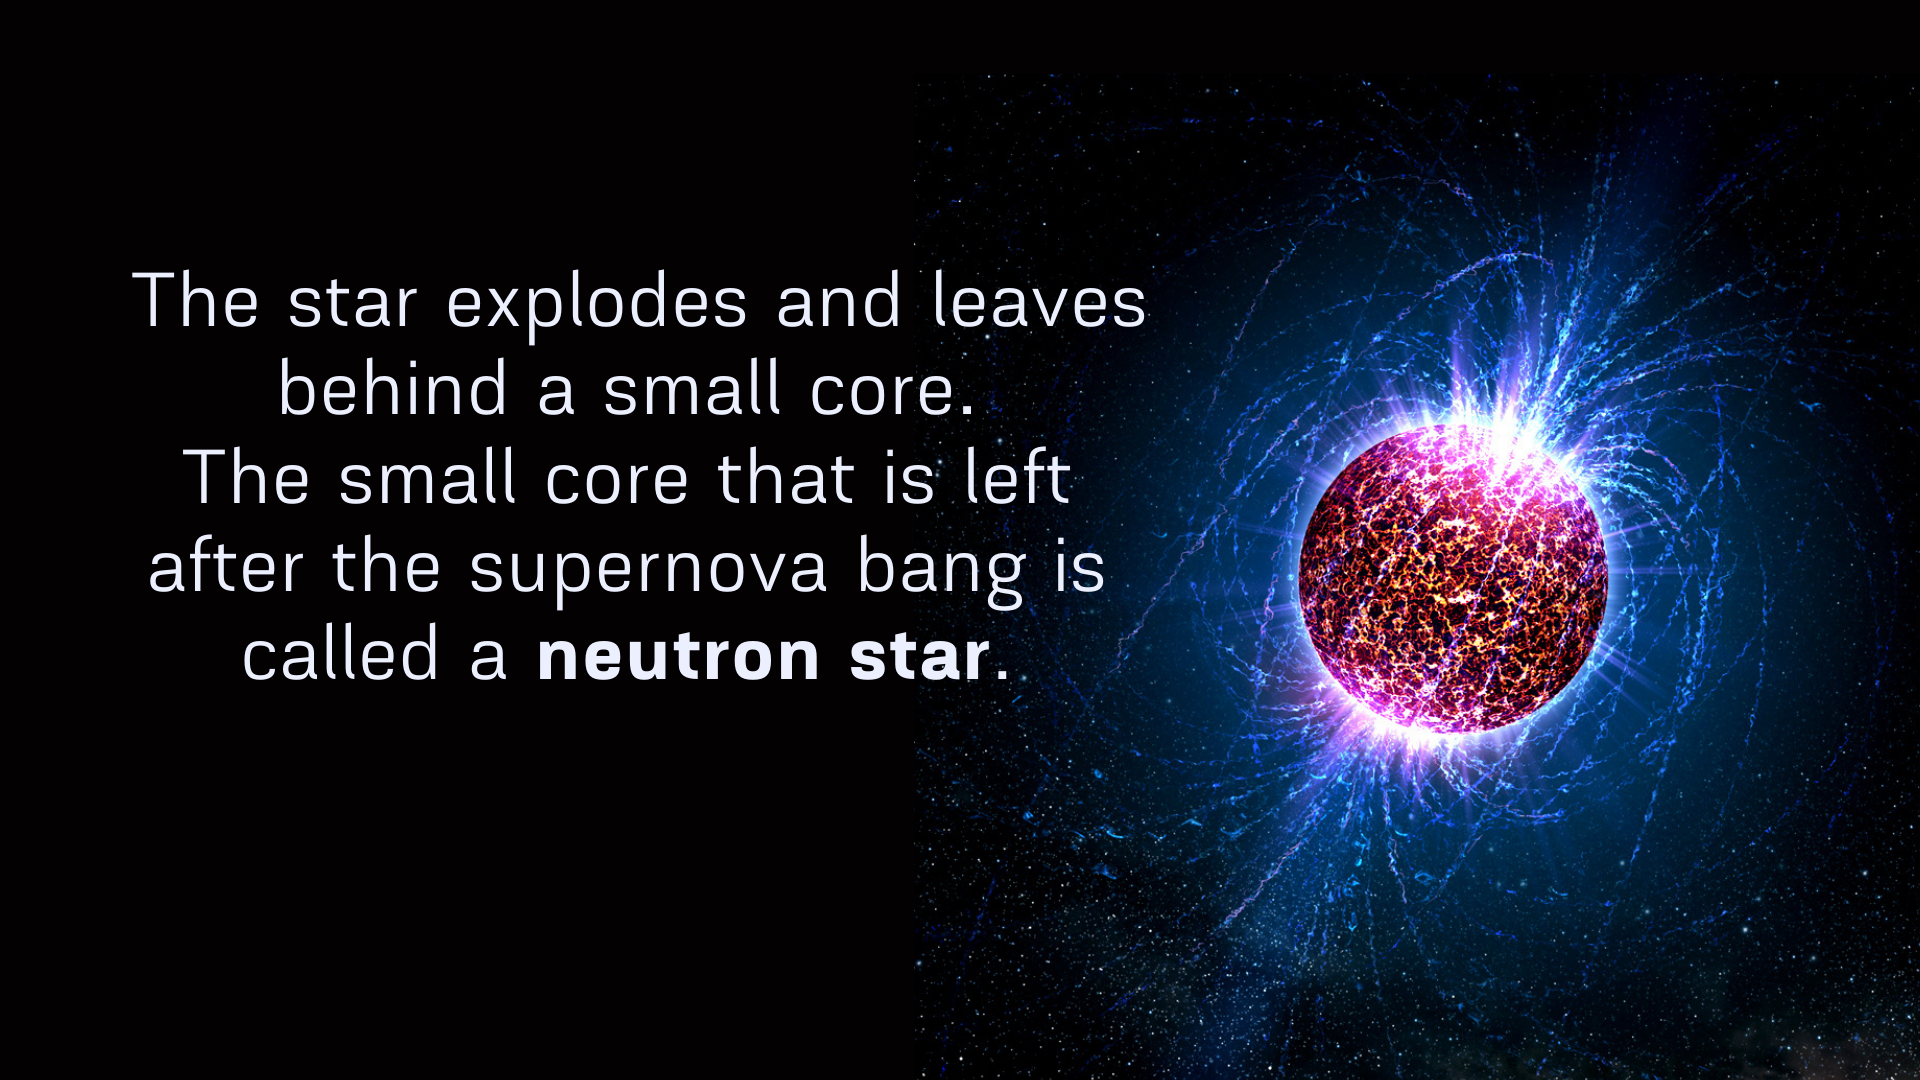 The star explodes and leaves
behind a small core.
The small core that is left
after the supernova bang is
called a neutron star.